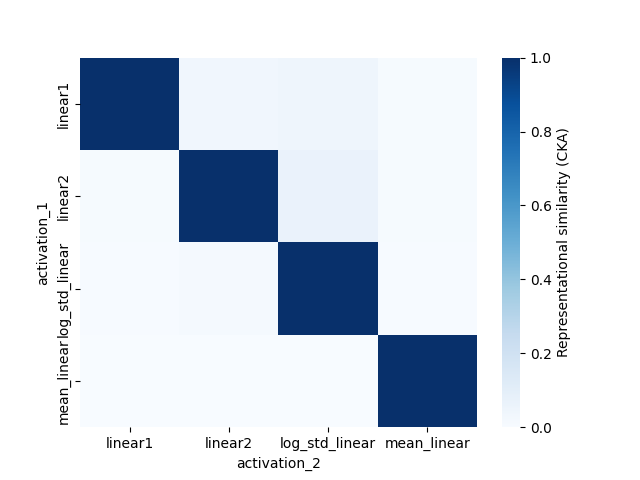 activation_1
linear1
linear2
log_std_linear
mean_linear
linear1 linear2 log_std_linear mean_linear
activation_2
1.0
0.8
0.6
0.4
0.2
0.0
Representational similarity (CKA)